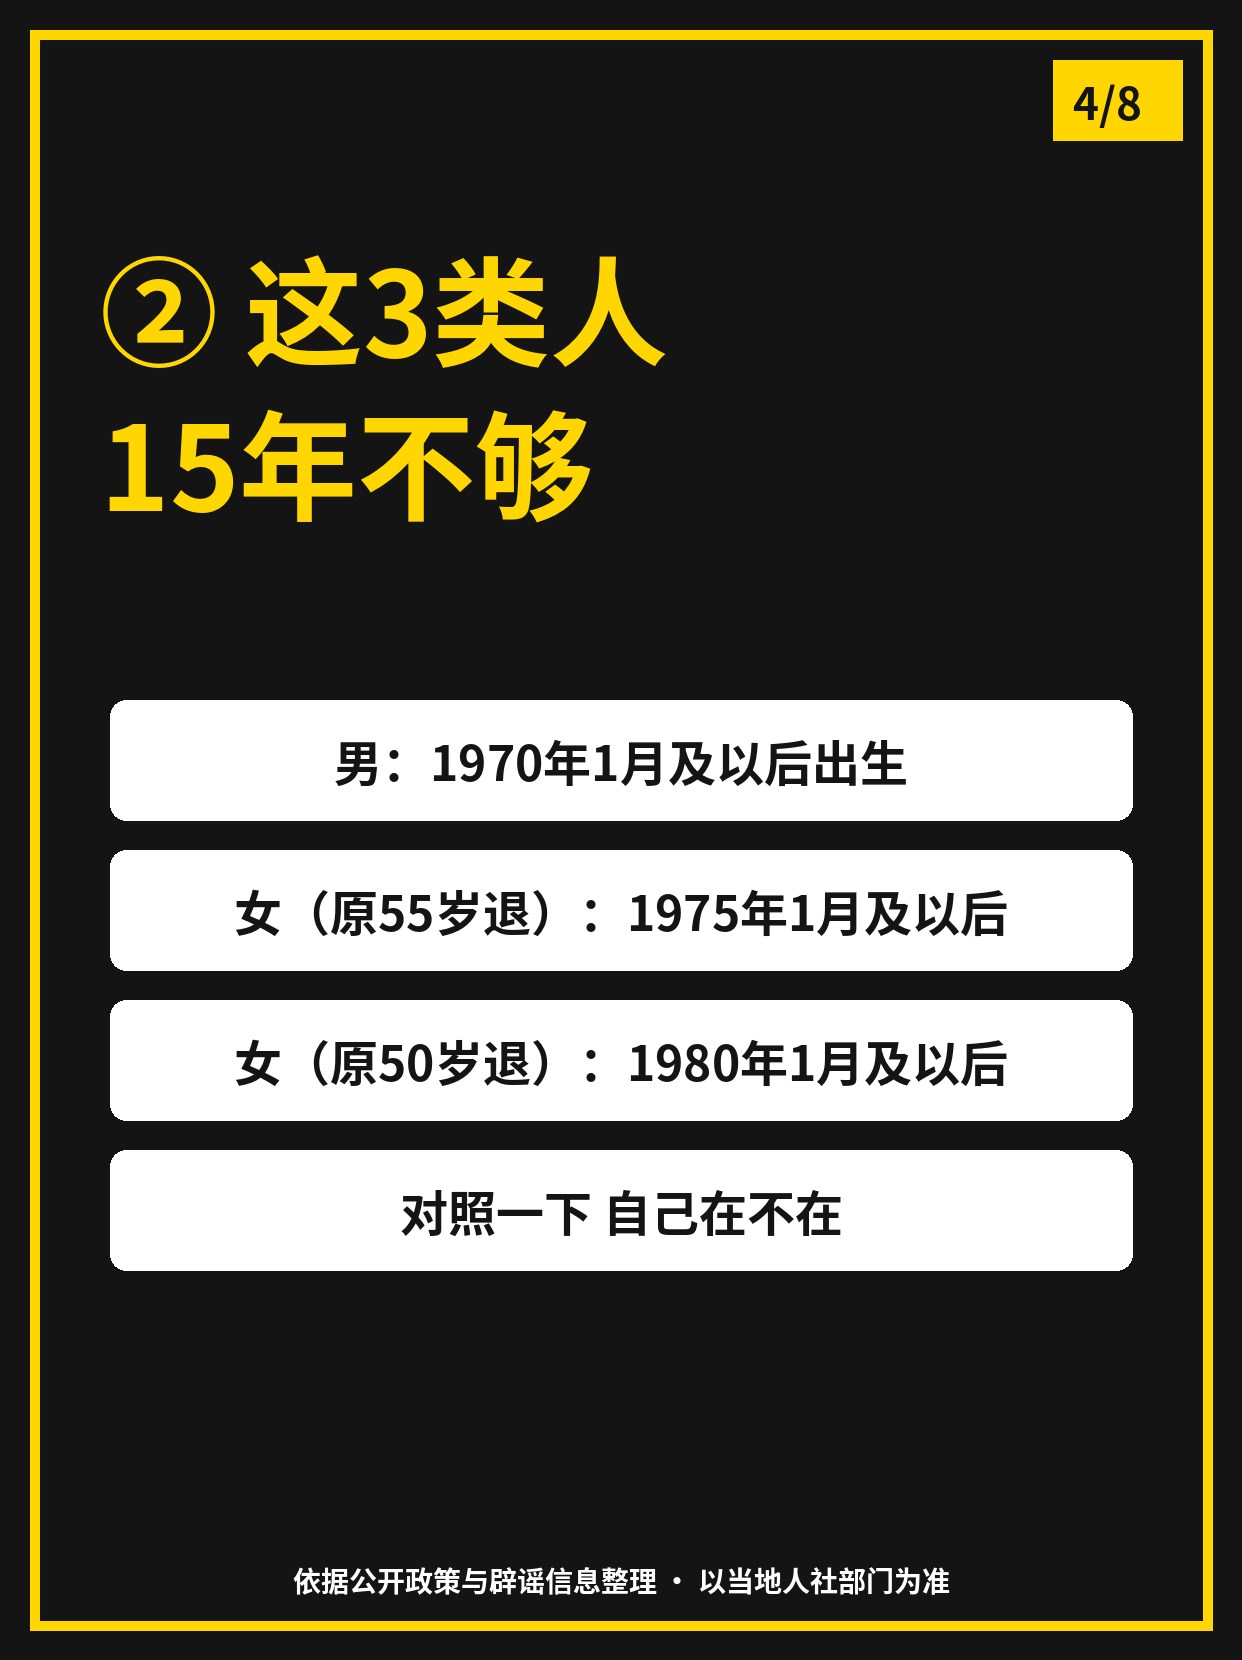 4/8
② 这3类人
15年不够
男：1970年1月及以后出生
女（原55岁退）：1975年1月及以后
女（原50岁退）：1980年1月及以后
对照一下 自己在不在
依据公开政策与辟谣信息整理 · 以当地人社部门为准